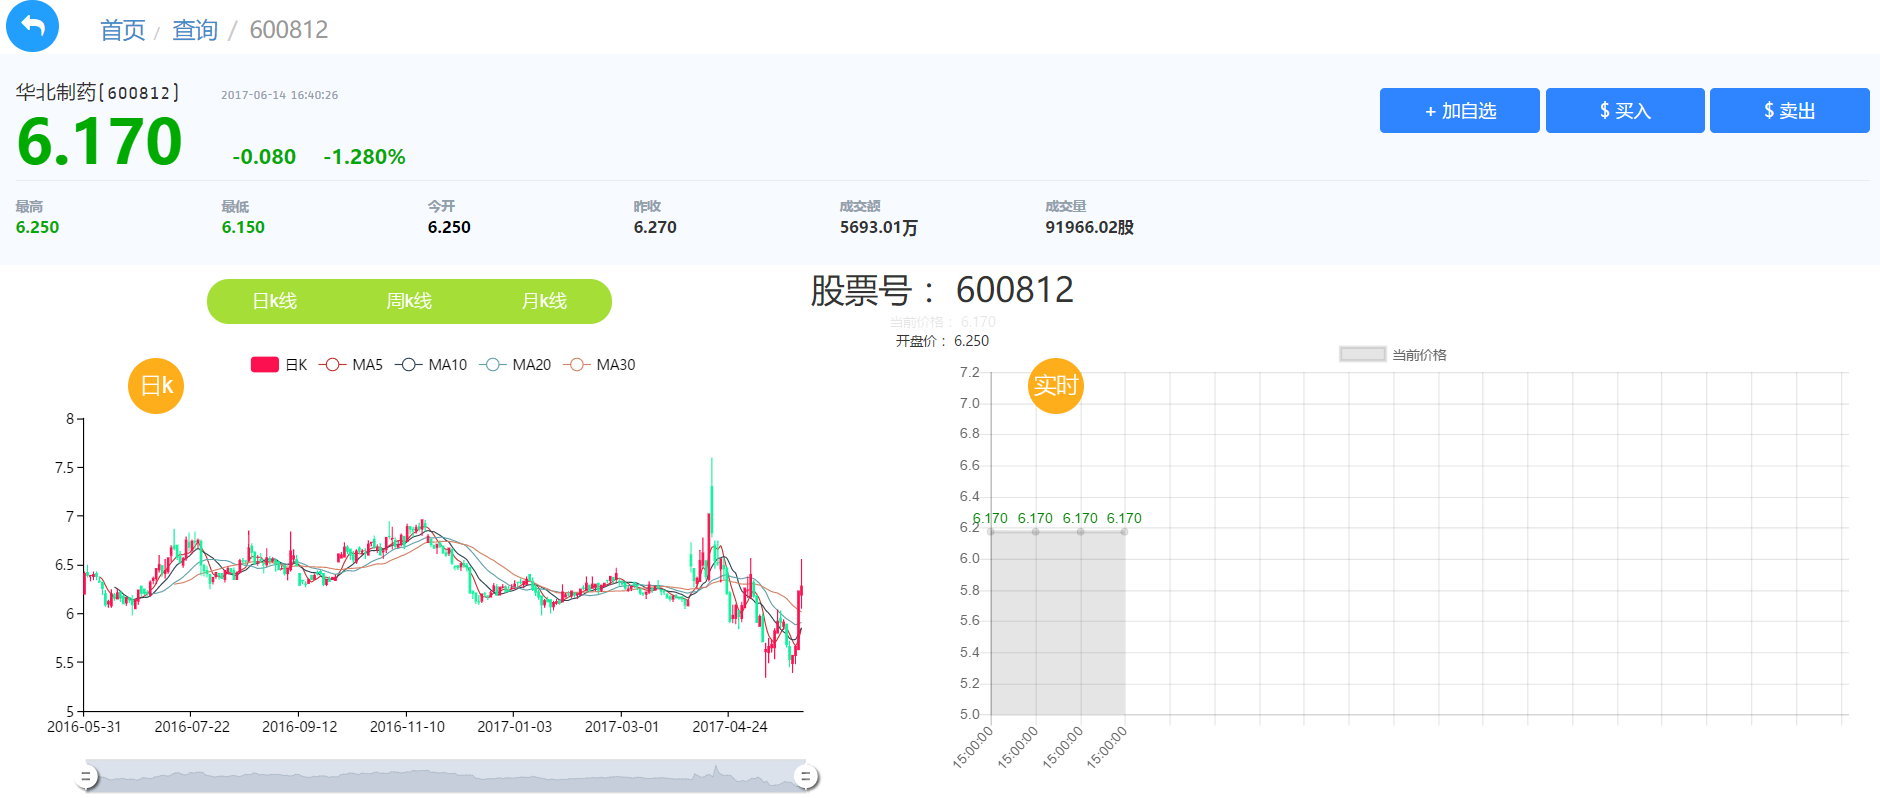 首页 / 查询 / 600812
华北制药[600812] 2017-06-14 16:40:26
+ 加自选 $ 买入 $ 卖出
6.170 -0.080 -1.280%
最高 最低 今开 昨收 成交额 成交量
6.250 6.150 6.250 6.270 5693.01万 91966.02股
日k线 周k线 月k线
股票号： 600812
当前价格： 6.170
开盘价： 6.250
日K MA5 MA10 MA20 MA30
日k
8
7.5
7
6.5
6
5.5
5
2016-05-31 2016-07-22 2016-09-12 2016-11-10 2017-01-03 2017-03-01 2017-04-24
当前价格
实时
7.2
7.0
6.8
6.6
6.4
6.2
6.0
5.8
5.6
5.4
5.2
5.0
6.170 6.170 6.170 6.170
15:00:00 15:00:00 15:00:00 15:00:00